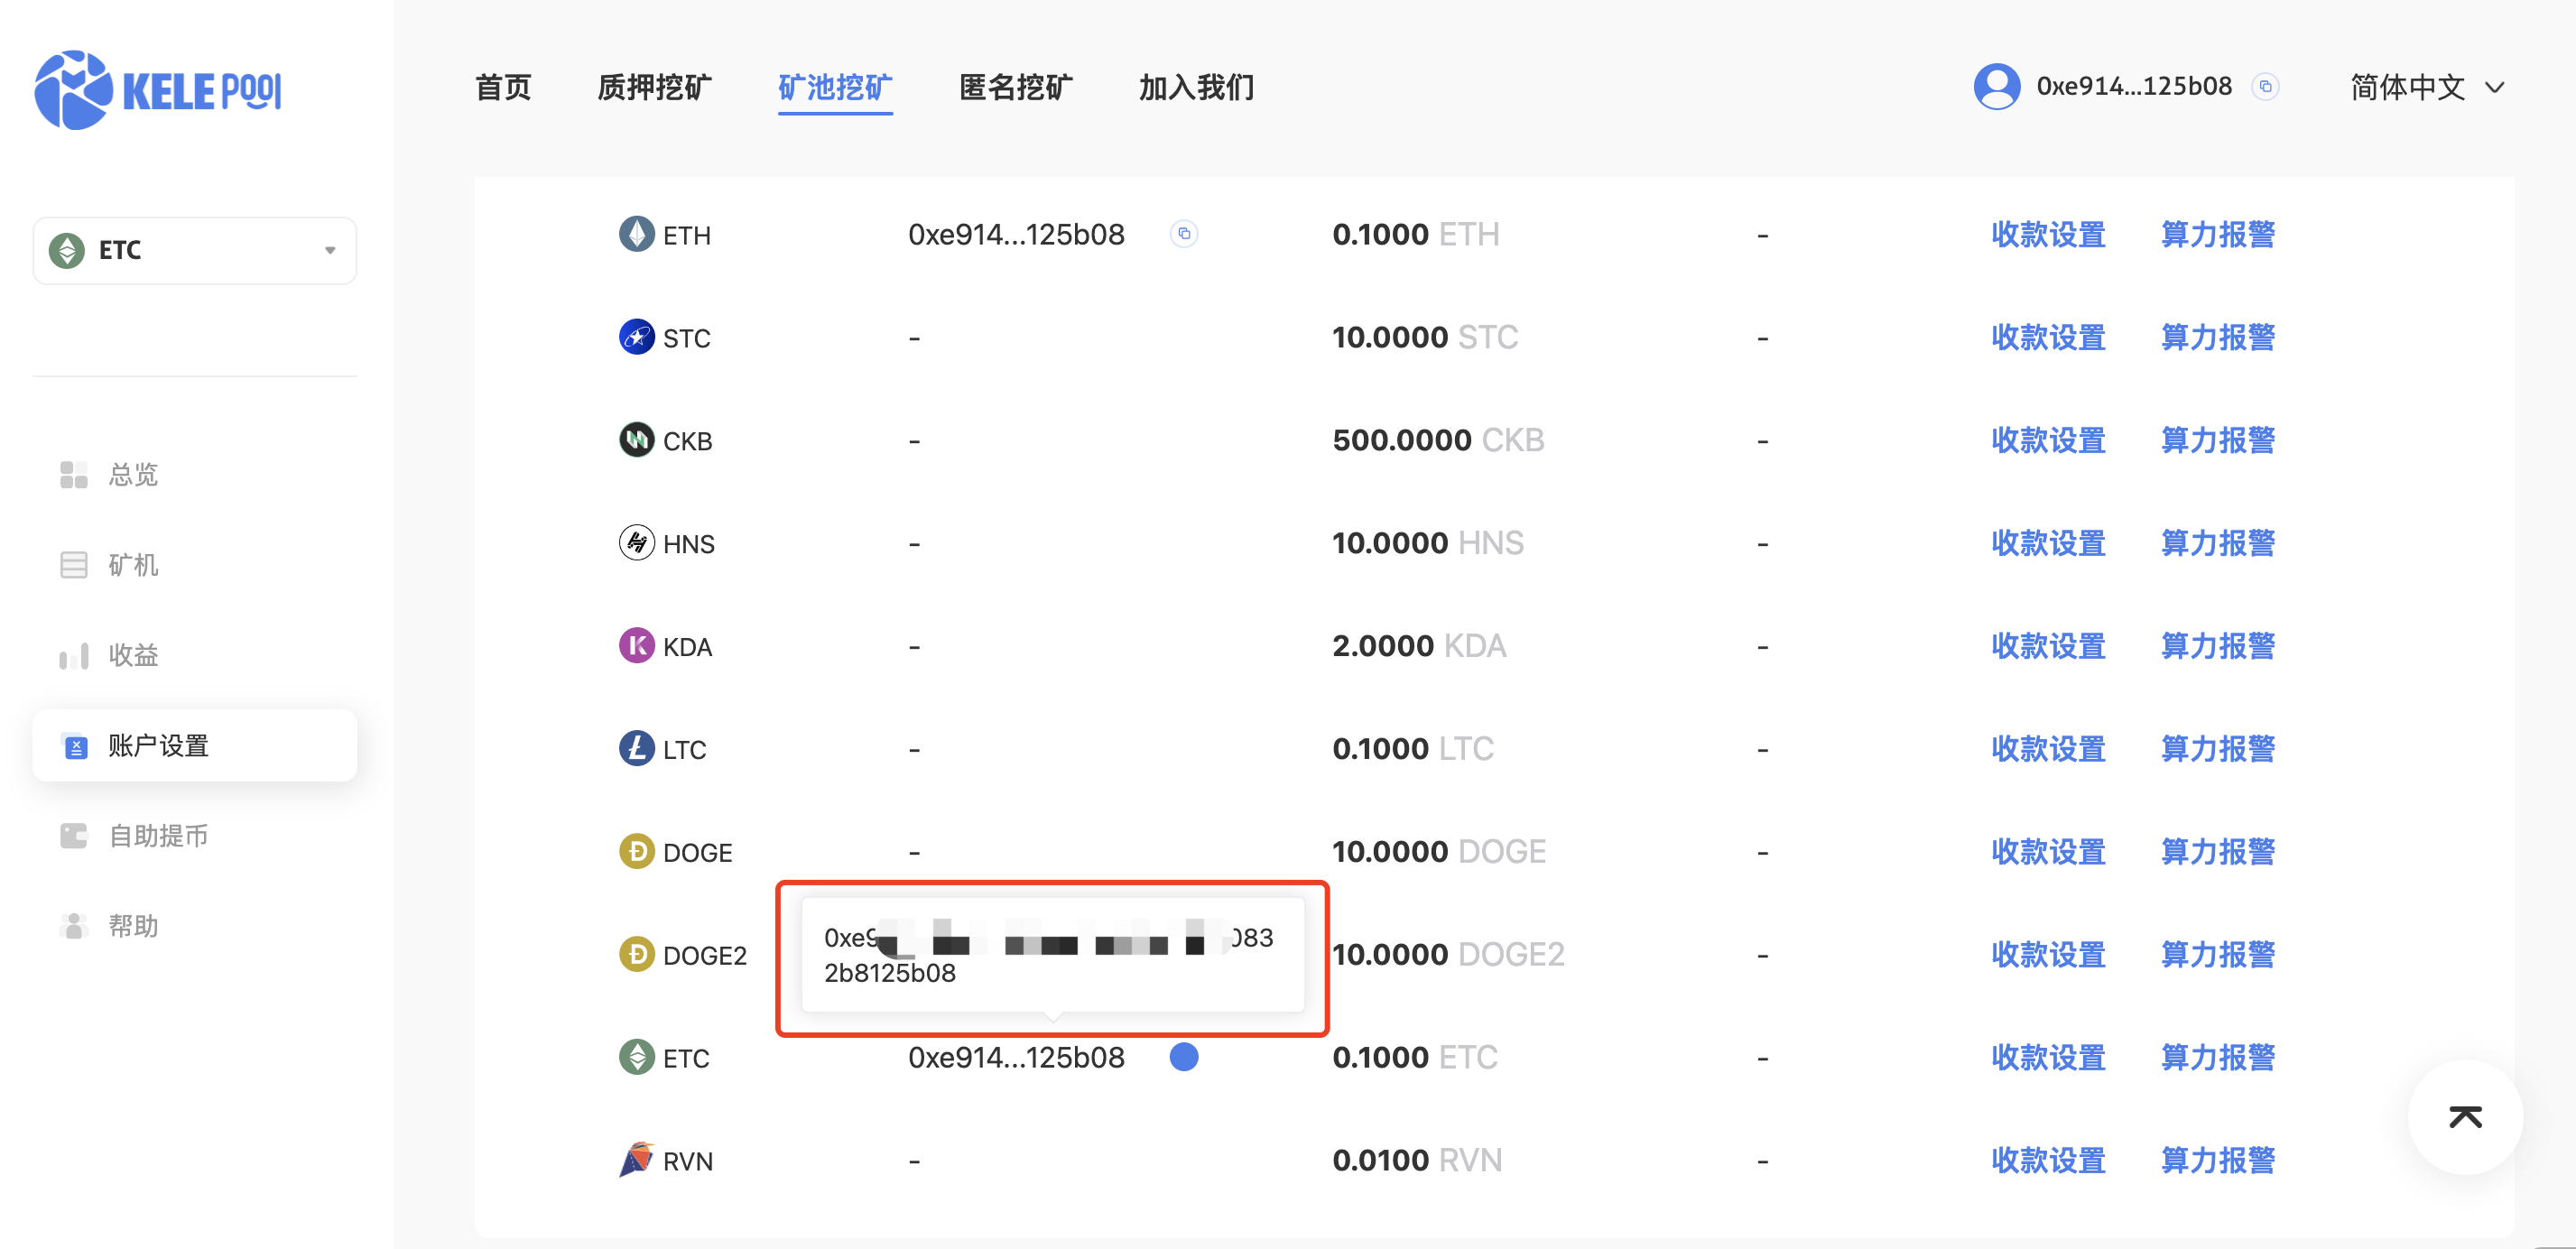 KELE POOL
首页 质押挖矿 矿池挖矿 匿名挖矿 加入我们 0xe914...125b08 简体中文
ETC
总览
矿机
收益
账户设置
自助提币
帮助
ETH 0xe914...125b08 0.1000 ETH - 收款设置 算力报警
STC - 10.0000 STC - 收款设置 算力报警
CKB - 500.0000 CKB - 收款设置 算力报警
HNS - 10.0000 HNS - 收款设置 算力报警
KDA - 2.0000 KDA - 收款设置 算力报警
LTC - 0.1000 LTC - 收款设置 算力报警
DOGE - 10.0000 DOGE - 收款设置 算力报警
DOGE2 10.0000 DOGE2 - 收款设置 算力报警
0xe9 083
2b8125b08
ETC 0xe914...125b08 0.1000 ETC - 收款设置 算力报警
RVN - 0.0100 RVN - 收款设置 算力报警